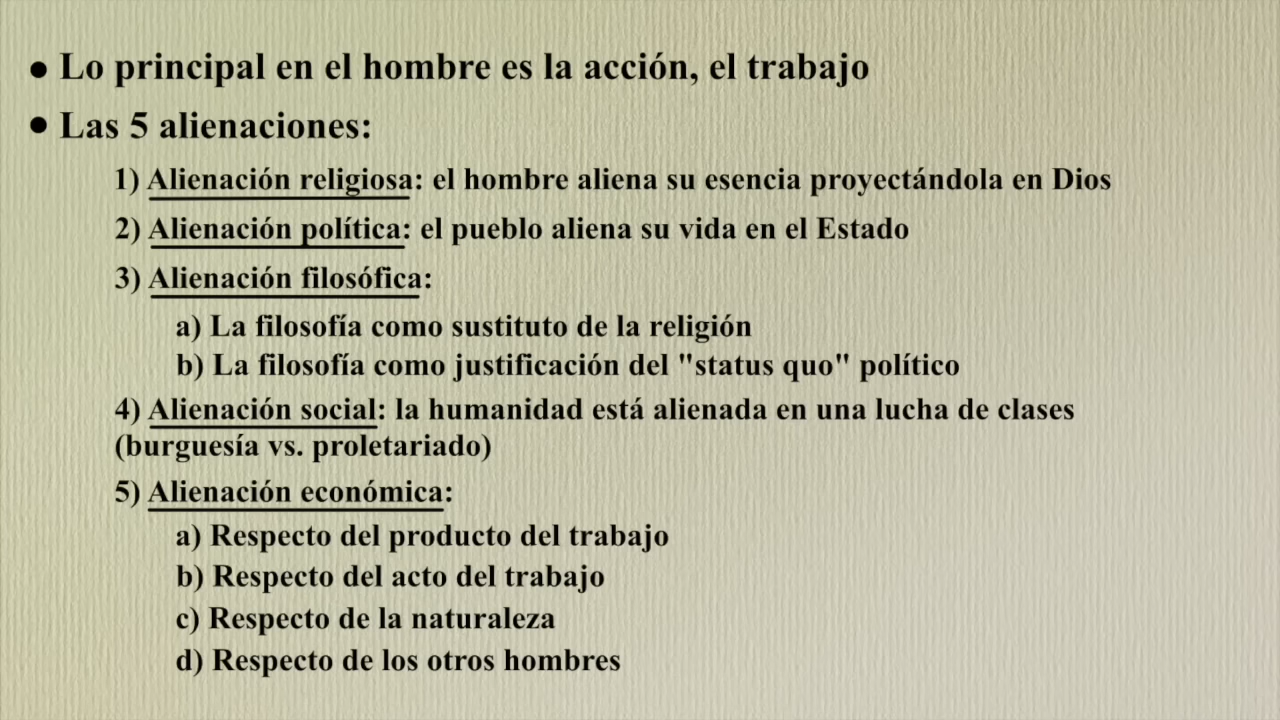 • Lo principal en el hombre es la acción, el trabajo
• Las 5 alienaciones:
1) Alienación religiosa: el hombre aliena su esencia proyectándola en Dios
2) Alienación política: el pueblo aliena su vida en el Estado
3) Alienación filosófica:
a) La filosofía como sustituto de la religión
b) La filosofía como justificación del "status quo" político
4) Alienación social: la humanidad está alienada en una lucha de clases
(burguesía vs. proletariado)
5) Alienación económica:
a) Respecto del producto del trabajo
b) Respecto del acto del trabajo
c) Respecto de la naturaleza
d) Respecto de los otros hombres